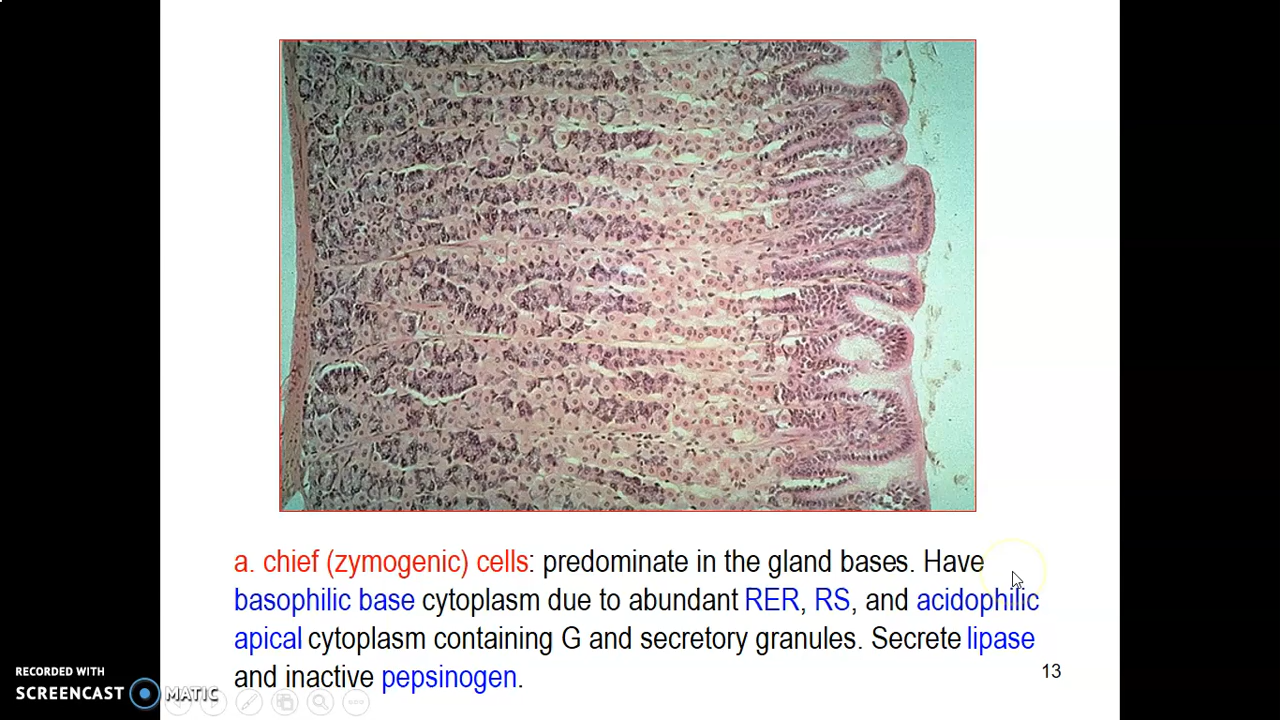 a. chief (zymogenic) cells: predominate in the gland bases. Have
basophilic base cytoplasm due to abundant RER, RS, and acidophilic
apical cytoplasm containing G and secretory granules. Secrete lipase
and inactive pepsinogen.
13
RECORDED WITH
SCREENCAST MATIC